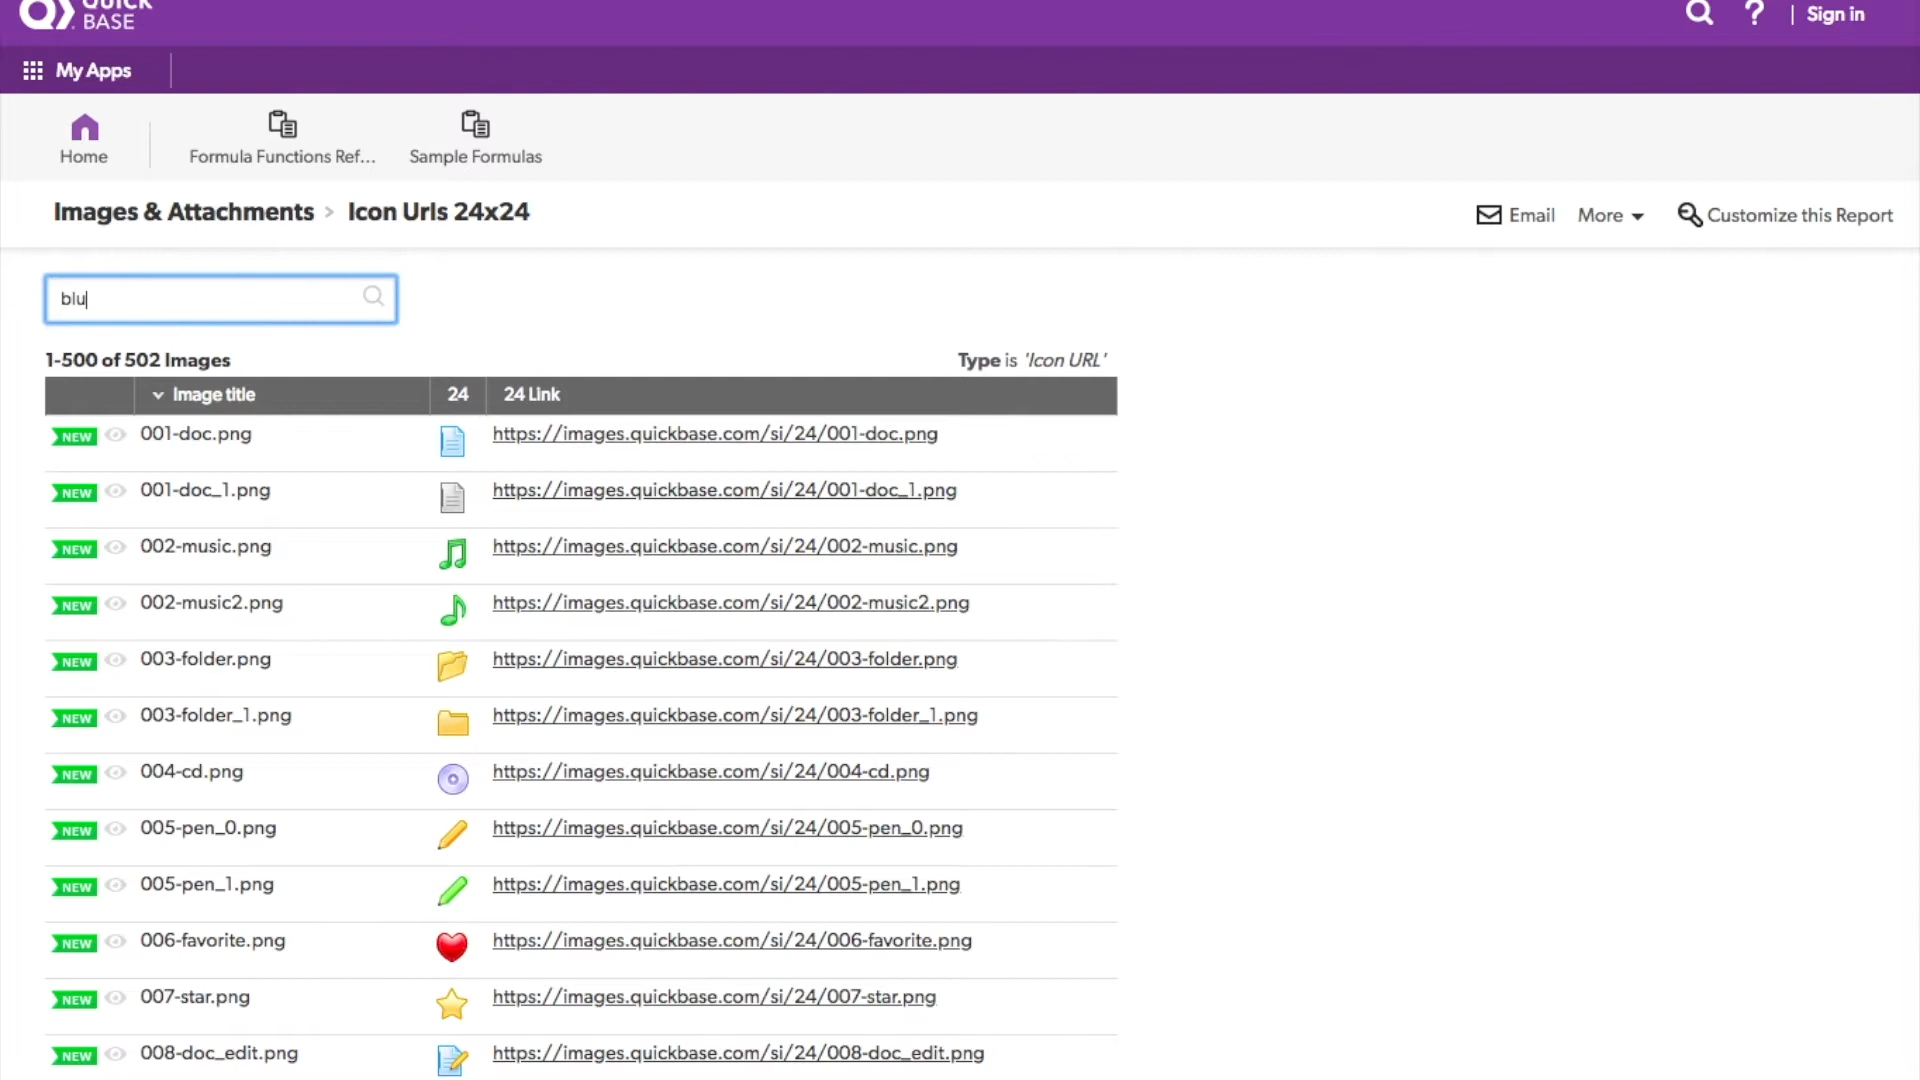 QUICK
BASE
Sign in
My Apps
Home
Formula Functions Ref...
Sample Formulas
Images & Attachments > Icon Urls 24x24
Email
More
Customize this Report
blu
1-500 of 502 Images
Type is 'Icon URL'
Image title
24
24 Link
NEW 001-doc.png https://images.quickbase.com/si/24/001-doc.png
NEW 001-doc_1.png https://images.quickbase.com/si/24/001-doc_1.png
NEW 002-music.png https://images.quickbase.com/si/24/002-music.png
NEW 002-music2.png https://images.quickbase.com/si/24/002-music2.png
NEW 003-folder.png https://images.quickbase.com/si/24/003-folder.png
NEW 003-folder_1.png https://images.quickbase.com/si/24/003-folder_1.png
NEW 004-cd.png https://images.quickbase.com/si/24/004-cd.png
NEW 005-pen_0.png https://images.quickbase.com/si/24/005-pen_0.png
NEW 005-pen_1.png https://images.quickbase.com/si/24/005-pen_1.png
NEW 006-favorite.png https://images.quickbase.com/si/24/006-favorite.png
NEW 007-star.png https://images.quickbase.com/si/24/007-star.png
NEW 008-doc_edit.png https://images.quickbase.com/si/24/008-doc_edit.png